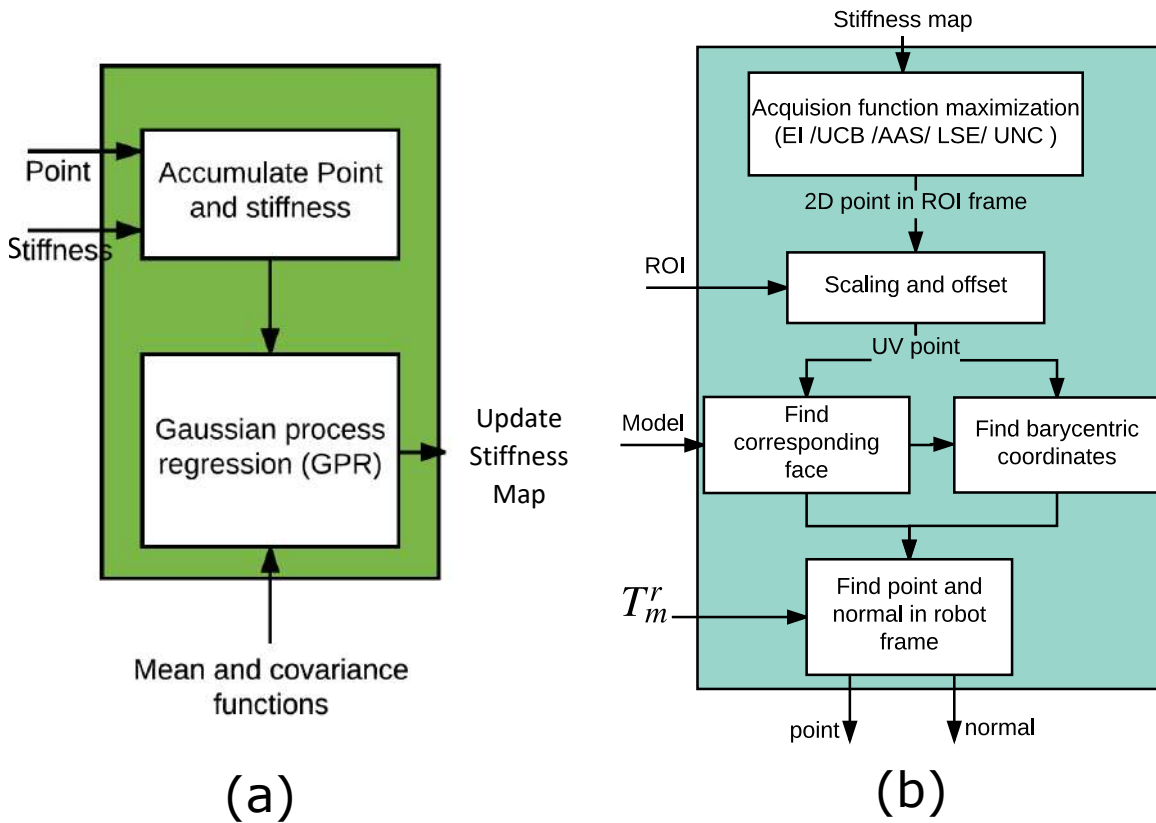 Point
Stiffness
Accumulate Point
and stiffness
Gaussian process
regression (GPR)
Update
Stiffness
Map
Mean and covariance
functions
(a)
Stiffness map
Acquision function maximization
(EI /UCB /AAS/ LSE/ UNC )
2D point in ROI frame
ROI
Scaling and offset
UV point
Model
Find
corresponding
face
Find barycentric
coordinates
T_m^r
Find point and
normal in robot
frame
point
normal
(b)